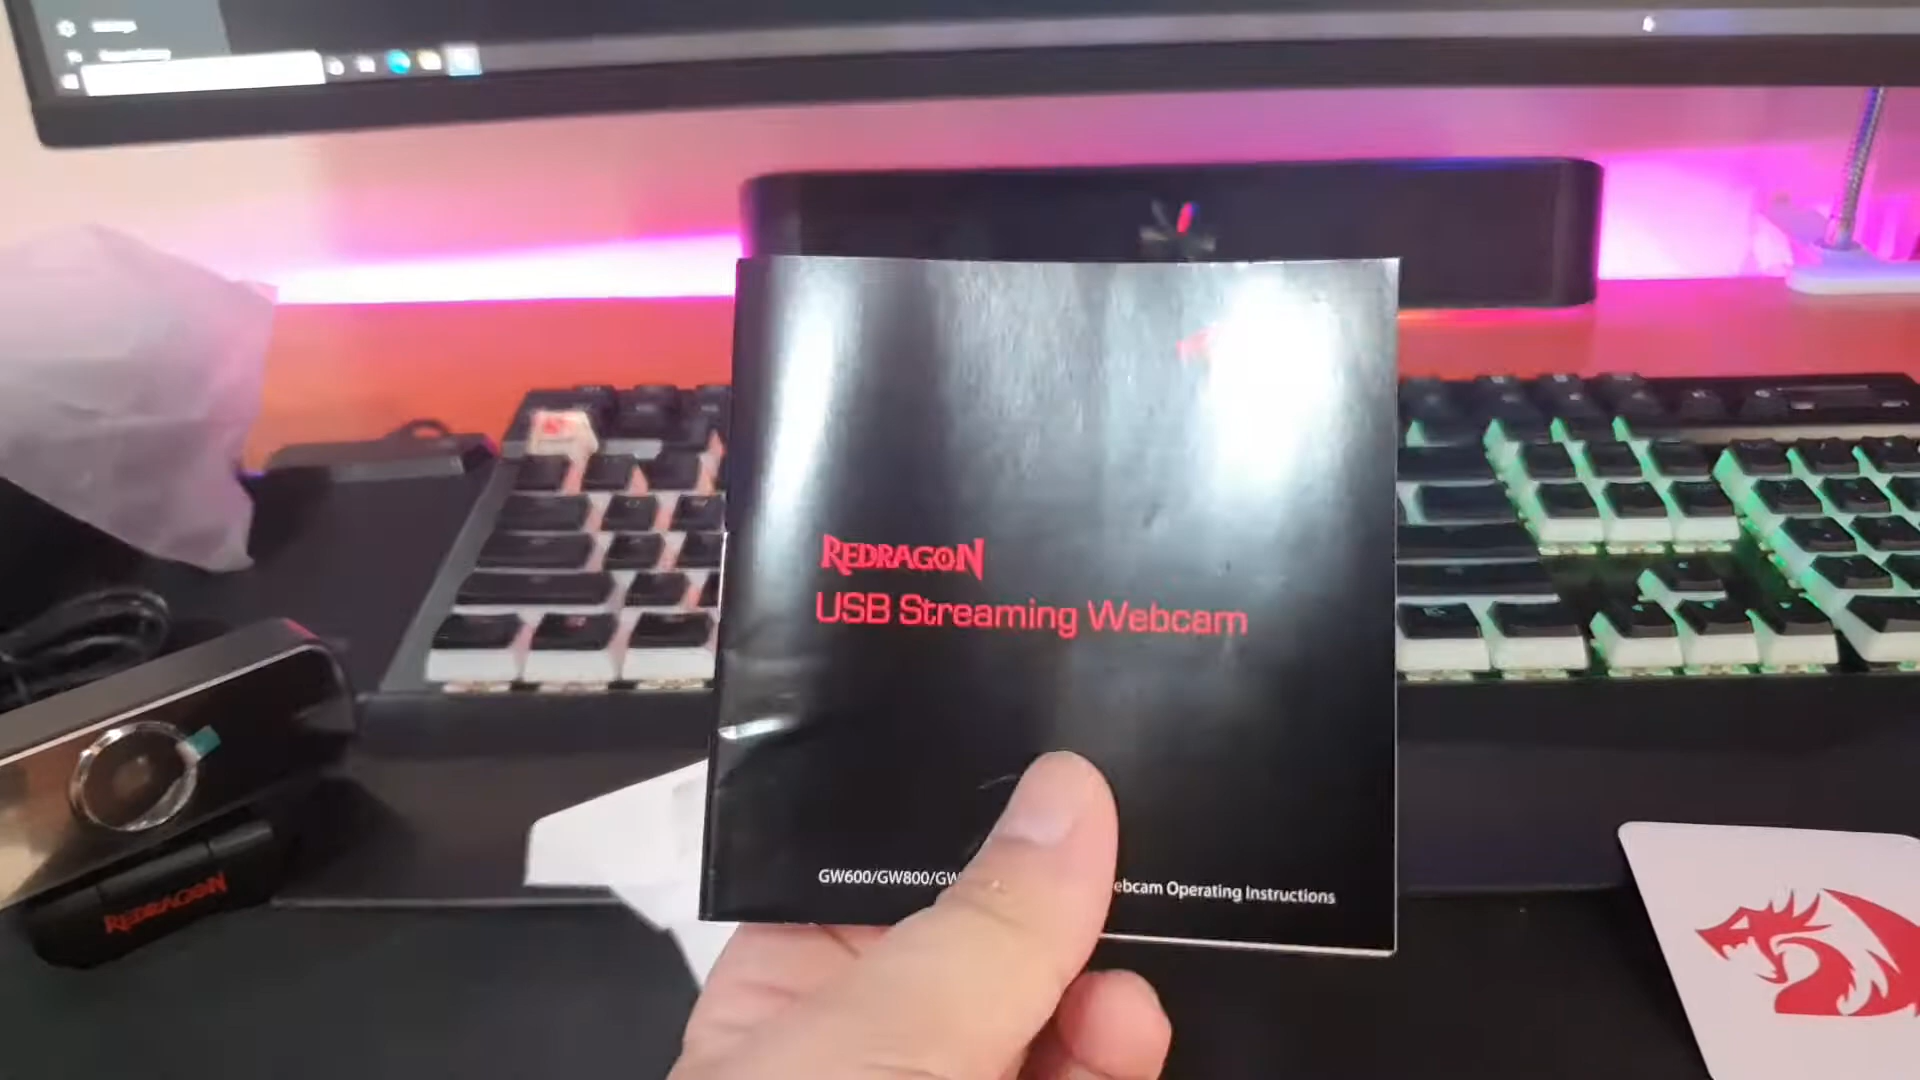 REDRAGON
USB Streaming Webcam
GW600/GW800/GW
ebcam Operating Instructions
REDRAGON